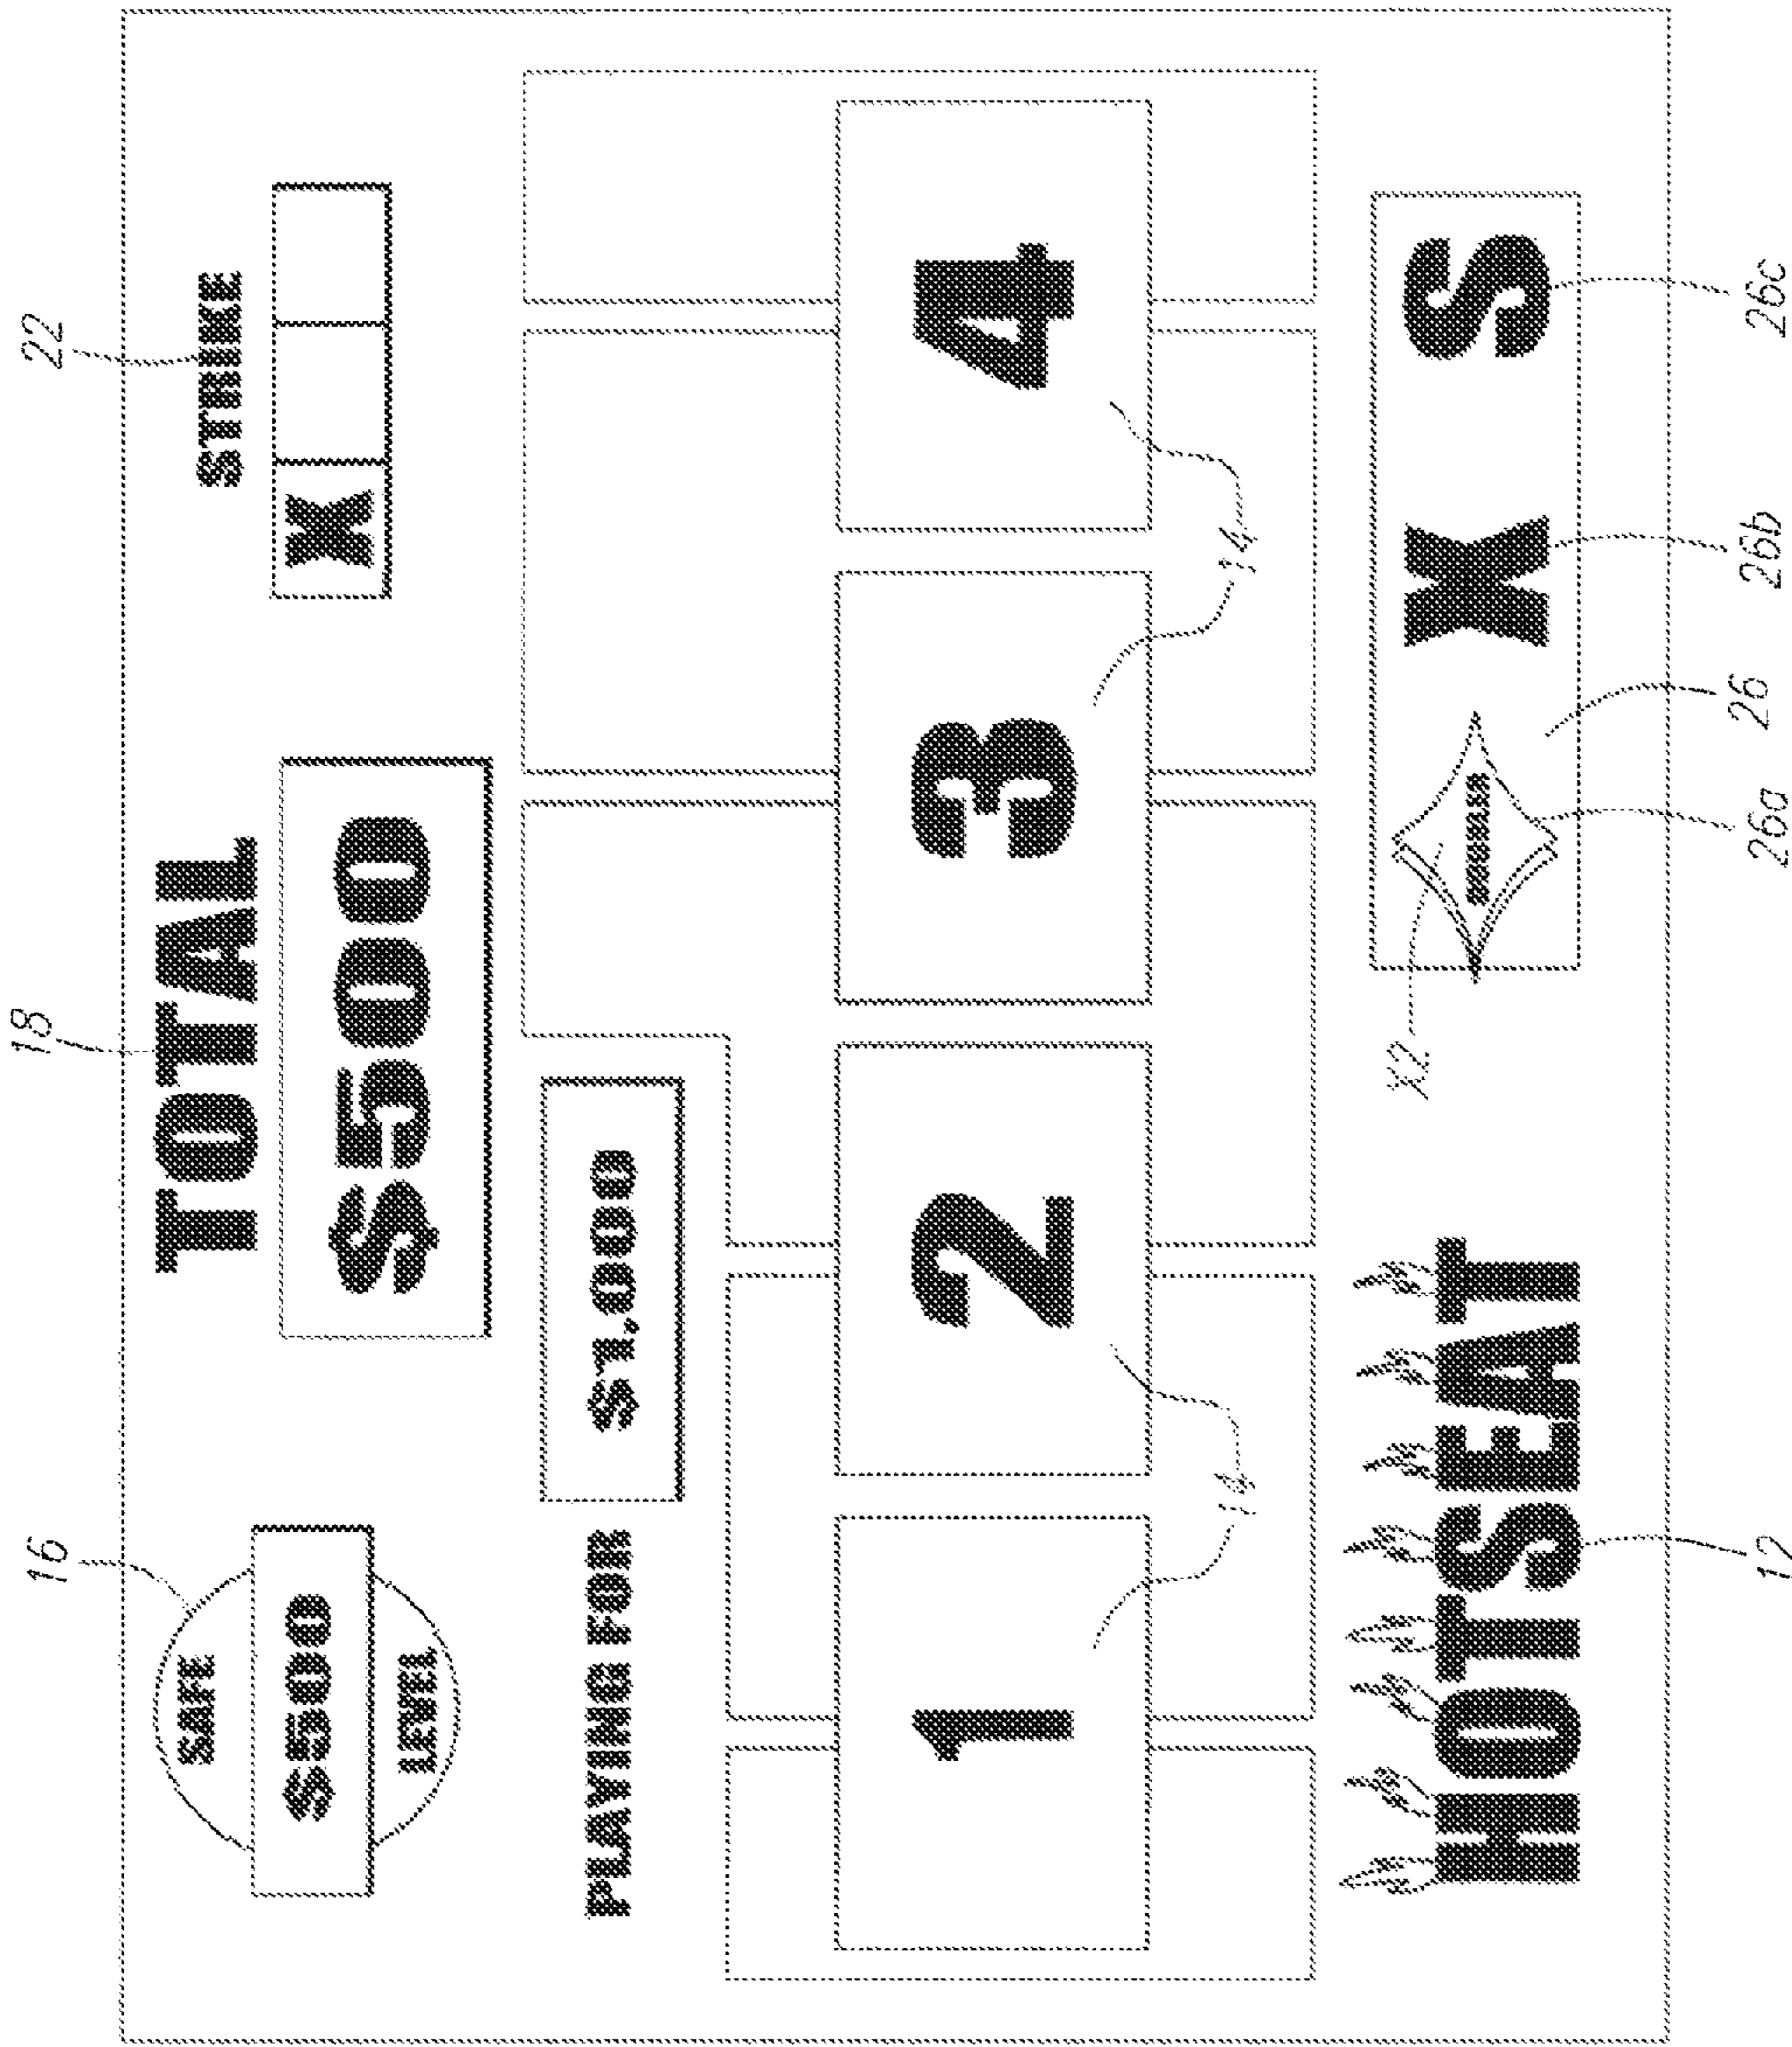 16
18
22
SAFE
$500
LEVEL
TOTAL
$500
STRIKE
X
PLAYING FOR $1,000
1 2 3 4
14
14
HOTSEAT
X2
X S
12
26a
26
26b
26c